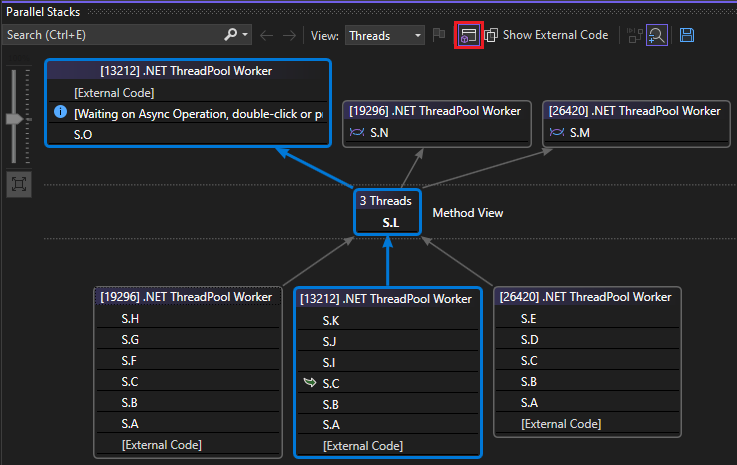 Parallel Stacks
Search (Ctrl+E) View: Threads Show External Code
[13212] .NET ThreadPool Worker
[External Code]
[Waiting on Async Operation, double-click or pr
S.O
[19296] .NET ThreadPool Worker
S.N
[26420] .NET ThreadPool Worker
S.M
3 Threads
S.L
Method View
[19296] .NET ThreadPool Worker
S.H
S.G
S.F
S.C
S.B
S.A
[External Code]
[13212] .NET ThreadPool Worker
S.K
S.J
S.I
S.C
S.B
S.A
[External Code]
[26420] .NET ThreadPool Worker
S.E
S.D
S.C
S.B
S.A
[External Code]